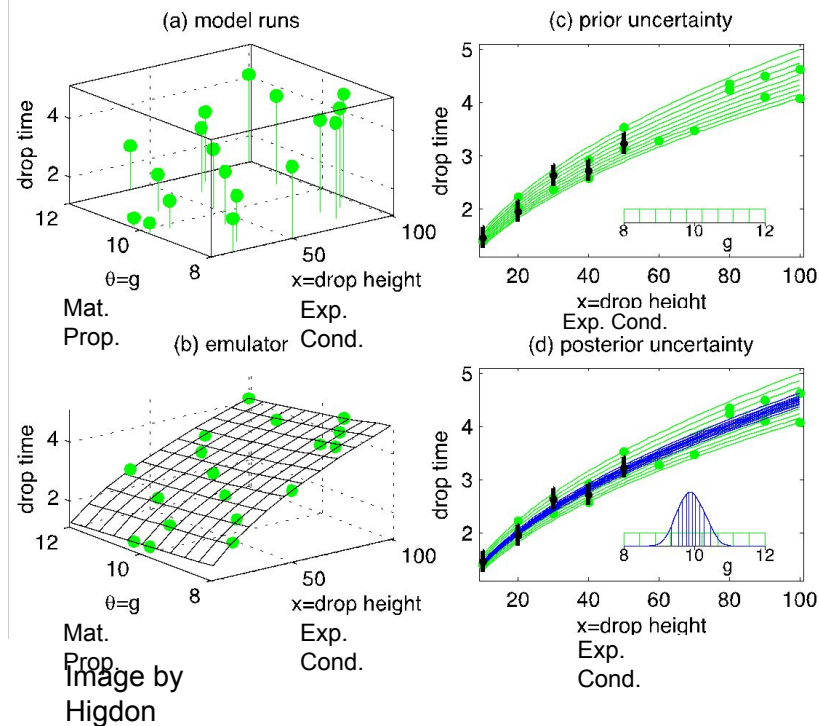 (a) model runs
drop time
4
2
12
10
8
θ=g
50
100
x=drop height
Mat.
Prop.
Exp.
Cond.
(c) prior uncertainty
drop time
5
4
3
2
20
40
60
80
100
8
10
12
g
x=drop height
Exp. Cond.
(b) emulator
drop time
4
2
12
10
8
θ=g
50
100
x=drop height
Mat.
Prop.
Exp.
Cond.
(d) posterior uncertainty
drop time
5
4
3
2
20
40
60
80
100
8
10
12
g
x=drop height
Exp.
Cond.
Image by
Higdon